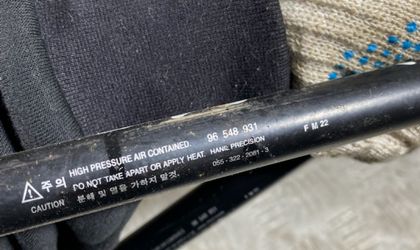 주의 HIGH PRESSURE AIR CONTAINED. 96 548 931 F M 22
DO NOT TAKE APART OR APPLY HEAT. HANIL PRECISION
CAUTION 분해 및 열을 가하지 말것. 055 - 322 - 2081 - 3